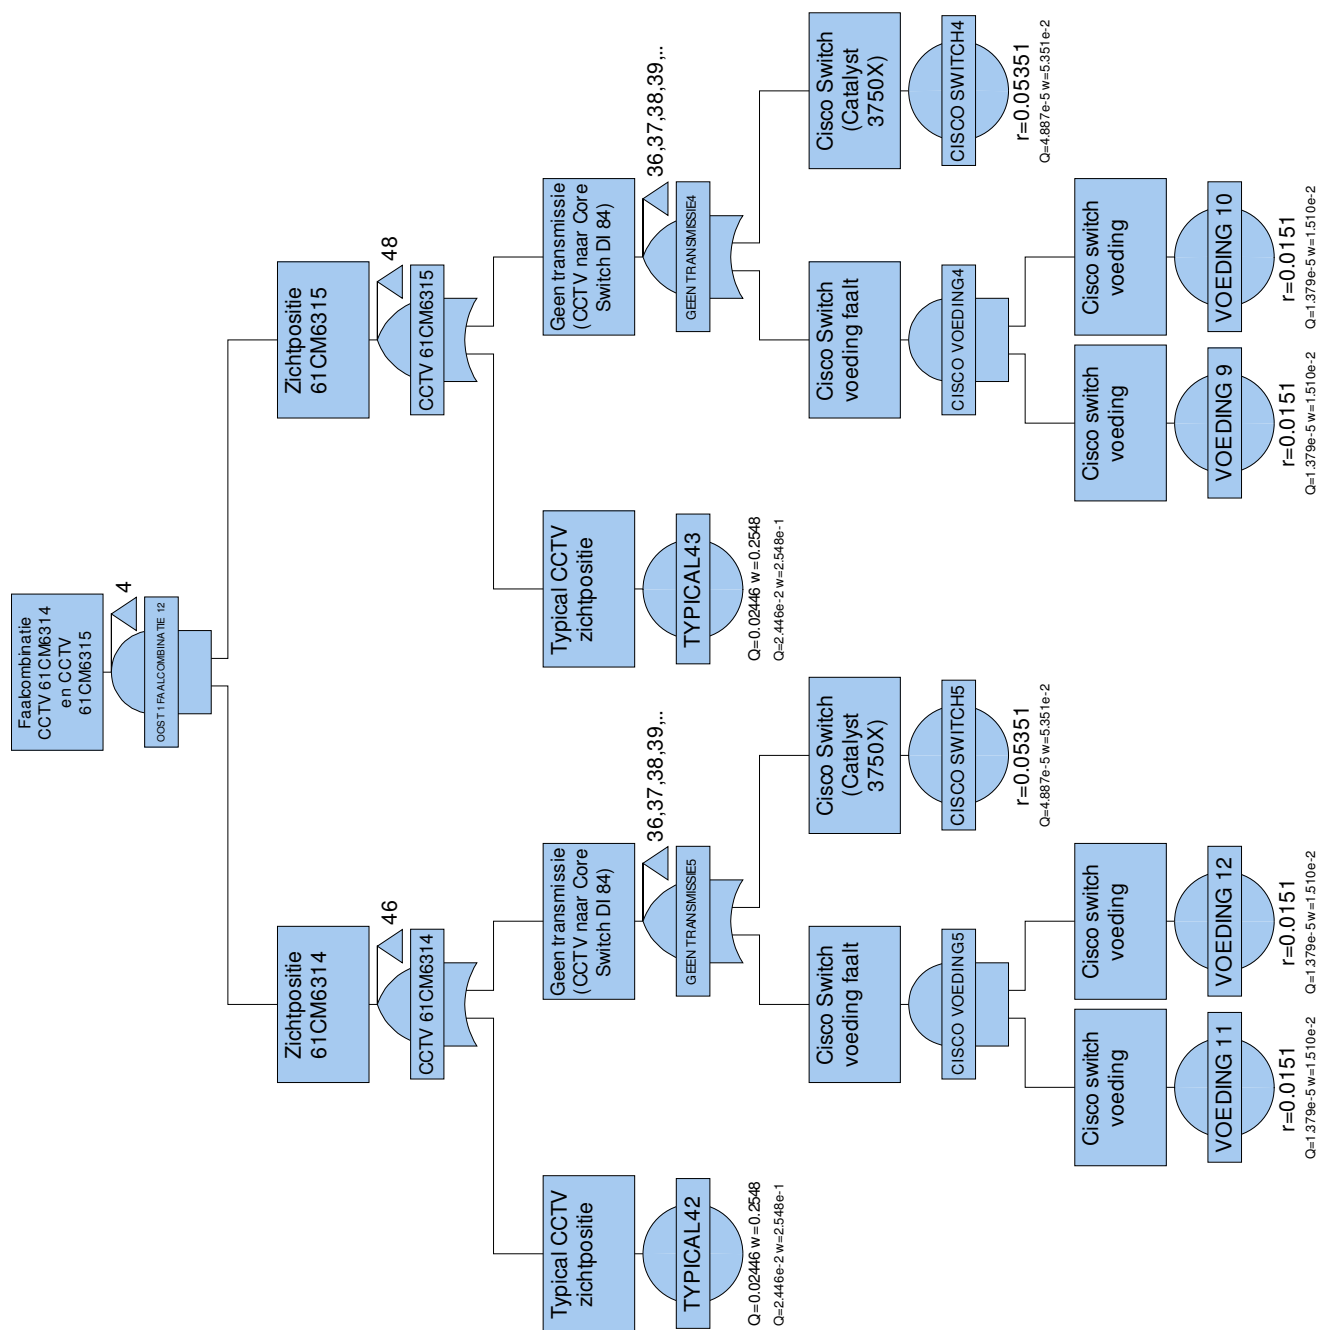 Faalcombinatie
CCTV 61CM6314
en CCTV
61CM6315
4
OOST 1 FAALCOMBINATIE 12
Zichtpositie
61CM6314
46
CCTV 61CM6314
Zichtpositie
61CM6315
48
CCTV 61CM6315
Typical CCTV
zichtpositie
TYPICAL42
Q=0.02446 w=0.2548
Q=2.446e-2 w=2.548e-1
Geen transmissie
(CCTV naar Core
Switch DI 84)
36,37,38,39,..
GEEN TRANSMISSIE5
Typical CCTV
zichtpositie
TYPICAL43
Q=0.02446 w=0.2548
Q=2.446e-2 w=2.548e-1
Geen transmissie
(CCTV naar Core
Switch DI 84)
36,37,38,39,..
GEEN TRANSMISSIE4
Cisco Switch
voeding faalt
CISCO VOEDING5
Cisco Switch
(Catalyst
3750X)
CISCO SWITCH5
r=0.05351
Q=4.887e-5 w=5.351e-2
Cisco Switch
voeding faalt
CISCO VOEDING4
Cisco Switch
(Catalyst
3750X)
CISCO SWITCH4
r=0.05351
Q=4.887e-5 w=5.351e-2
Cisco switch
voeding
VOEDING 11
r=0.0151
Q=1.379e-5 w=1.510e-2
Cisco switch
voeding
VOEDING 12
r=0.0151
Q=1.379e-5 w=1.510e-2
Cisco switch
voeding
VOEDING 9
r=0.0151
Q=1.379e-5 w=1.510e-2
Cisco switch
voeding
VOEDING 10
r=0.0151
Q=1.379e-5 w=1.510e-2